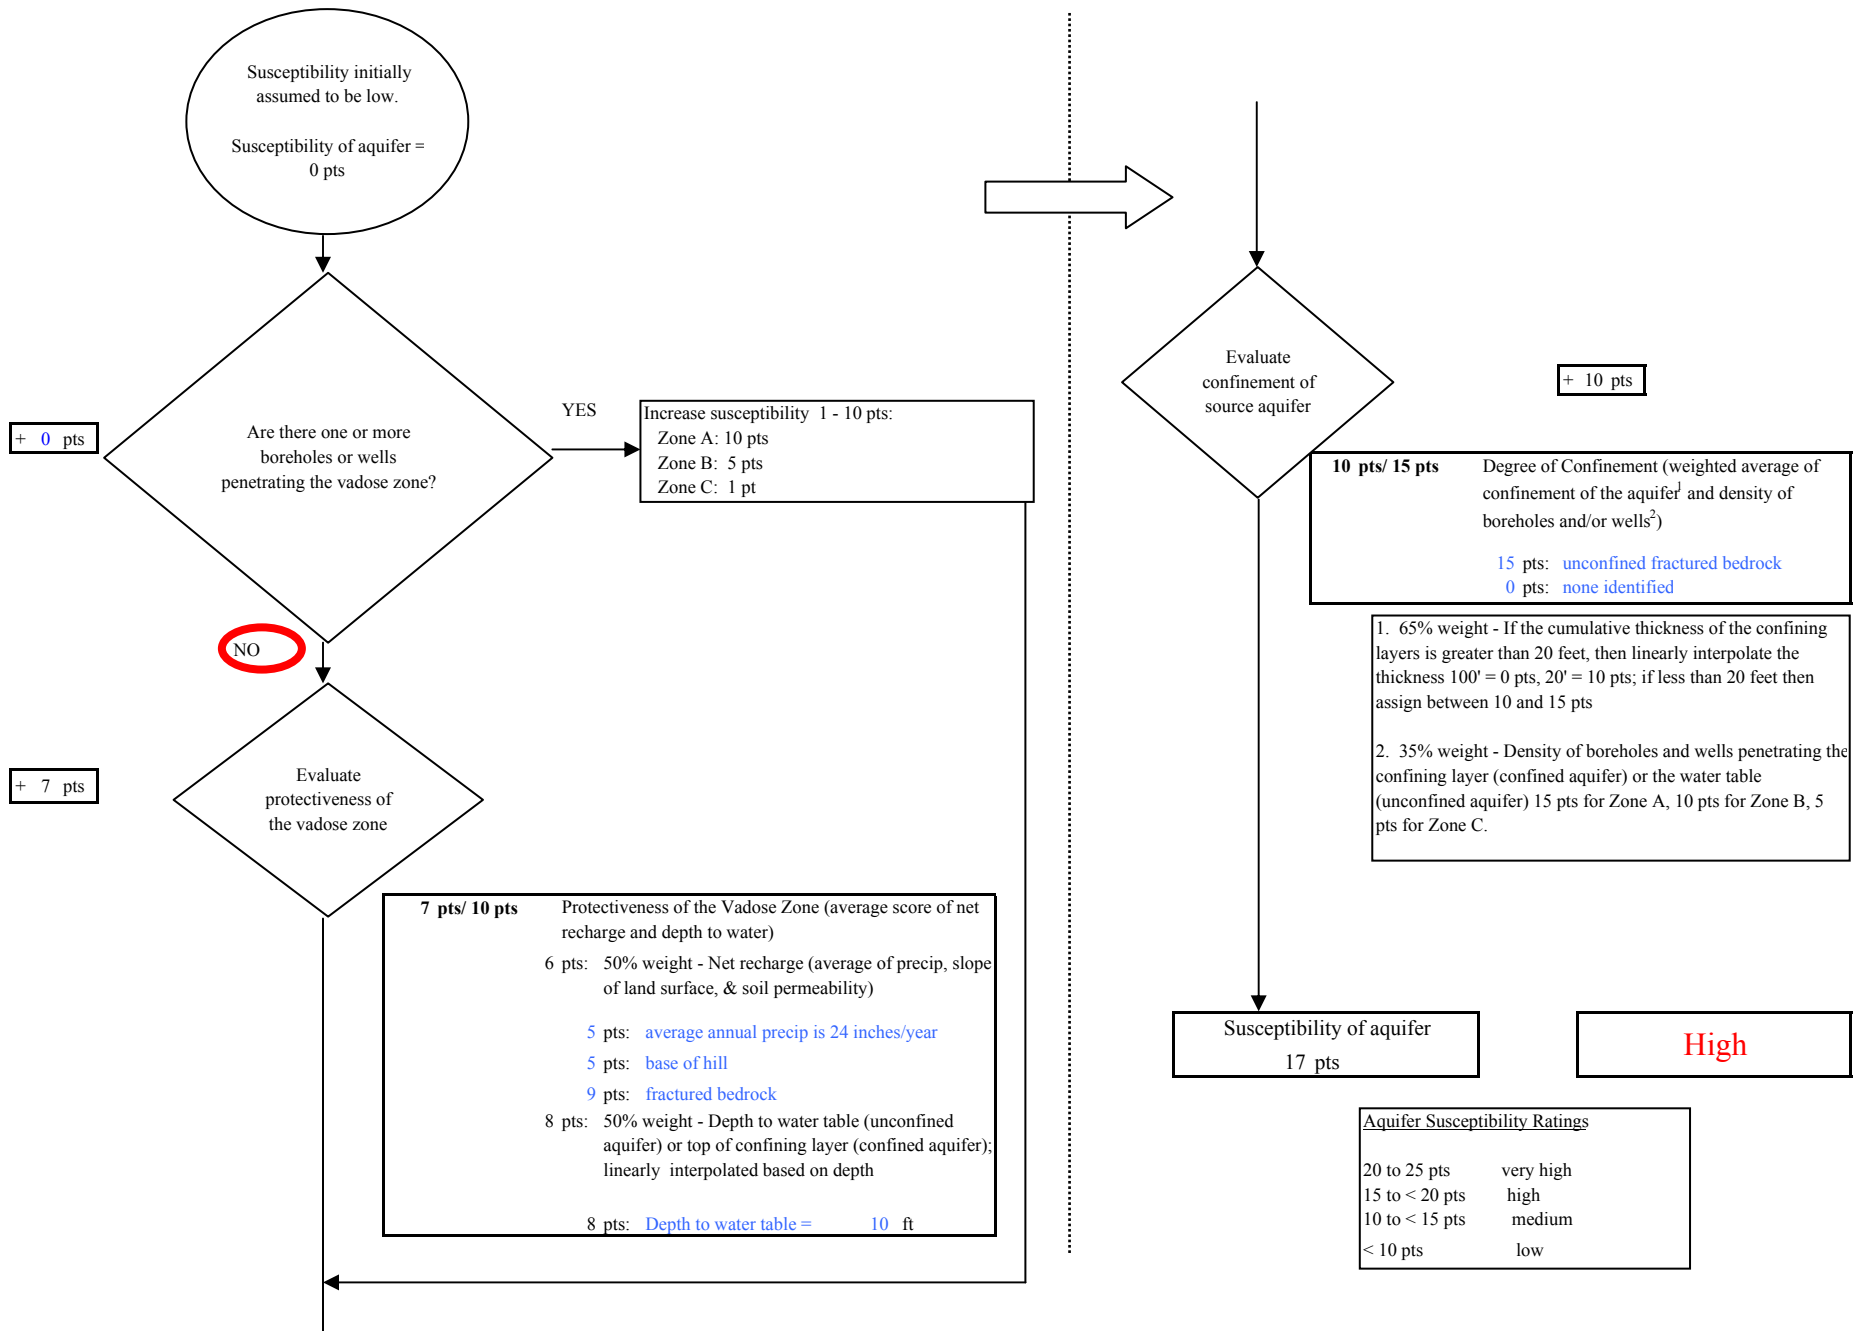 Susceptibility initially
assumed to be low.
Susceptibility of aquifer =
0 pts
+ 0 pts
Are there one or more
boreholes or wells
penetrating the vadose zone?
YES
Increase susceptibility 1 - 10 pts:
Zone A: 10 pts
Zone B: 5 pts
Zone C: 1 pt
NO
+ 7 pts
Evaluate
protectiveness of
the vadose zone
7 pts/ 10 pts
Protectiveness of the Vadose Zone (average score of net
recharge and depth to water)
6 pts: 50% weight - Net recharge (average of precip, slope
of land surface, & soil permeability)
5 pts: average annual precip is 24 inches/year
5 pts: base of hill
9 pts: fractured bedrock
8 pts: 50% weight - Depth to water table (unconfined
aquifer) or top of confining layer (confined aquifer);
linearly interpolated based on depth
8 pts: Depth to water table = 10 ft
Evaluate
confinement of
source aquifer
+ 10 pts
10 pts/ 15 pts
Degree of Confinement (weighted average of
confinement of the aquifer1 and density of
boreholes and/or wells2)
15 pts: unconfined fractured bedrock
0 pts: none identified
1. 65% weight - If the cumulative thickness of the confining
layers is greater than 20 feet, then linearly interpolate the
thickness 100' = 0 pts, 20' = 10 pts; if less than 20 feet then
assign between 10 and 15 pts
2. 35% weight - Density of boreholes and wells penetrating the
confining layer (confined aquifer) or the water table
(unconfined aquifer) 15 pts for Zone A, 10 pts for Zone B, 5
pts for Zone C.
Susceptibility of aquifer
17 pts
High
Aquifer Susceptibility Ratings
20 to 25 pts very high
15 to < 20 pts high
10 to < 15 pts medium
< 10 pts low